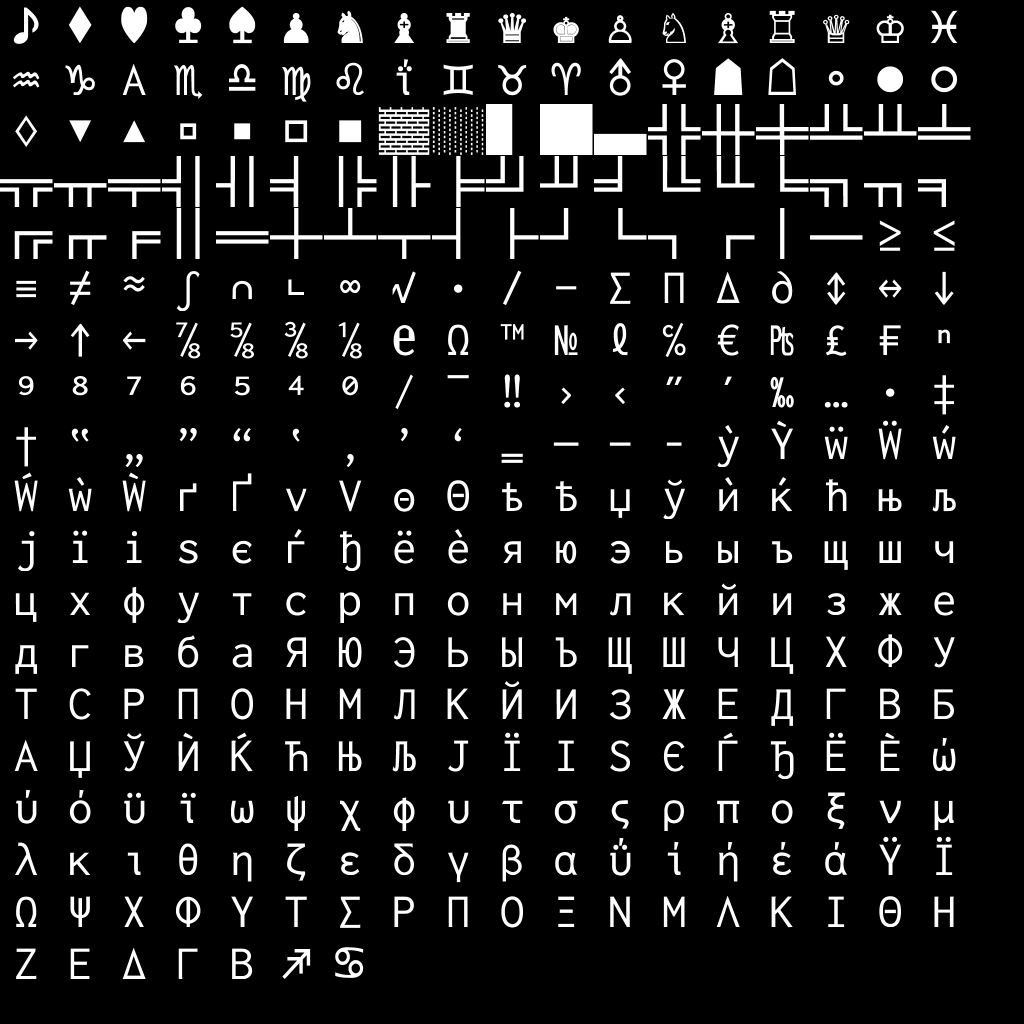 ♪ ♦ ♥ ♣ ♠ ♟ ♞ ♝ ♜ ♛ ♚ ♙ ♘ ♗ ♖ ♕ ♔ ♓
♒ ♑ A ♏ ♎ ♍ ♌ ΐ ♊ ♉ ♈ ♂ ♀ ☗ ☖ ∘ ● ○
◊ ▼ ▲ ▫ ▪ □ ■ ▓ ░ ▌ █ ▄ ╬ ╫ ╪ ╩ ╨ ╧
╦ ╥ ╤ ╣ ╢ ╡ ╠ ╟ ╞ ╝ ╜ ╛ ╚ ╙ ╘ ╗ ╖ ╕
╔ ╓ ╒ ║ ═ ┼ ┴ ┬ ┤ ├ ┘ └ ┐ ┌ │ ─ ≥ ≤
≡ ≠ ≈ ∫ ∩ ∟ ∞ √ ∙ ∕ − ∑ ∏ ∆ ∂ ↕ ↔ ↓
→ ↑ ← ⅞ ⅝ ⅜ ⅛ ℮ Ω ™ № ℓ ℅ € ₧ ₤ ₣ ⁿ
⁹ ⁸ ⁷ ⁶ ⁵ ⁴ ⁰ ⁄ ‾ ‼ › ‹ ″ ′ ‰ … • ‡
† ‟ „ ” “ ‛ ‚ ’ ‘ ‗ ― — – ỳ Ỳ ẅ Ẅ ẃ
Ẃ ẁ Ẁ ґ Ґ ѵ Ѵ ѳ Ѳ ѣ Ѣ џ ў ѝ ќ ћ њ љ
ј ї і ѕ є ѓ ђ ё ѐ я ю э ь ы ъ щ ш ч
ц х ф у т с р п о н м л к й и з ж е
д г в б а Я Ю Э Ь Ы Ъ Щ Ш Ч Ц Х Ф У
Т С Р П О Н М Л К Й И З Ж Е Д Г В Б
А Џ Ў Ѝ Ќ Ћ Њ Љ Ј Ї І Ѕ Є Ѓ Ђ Ё Ѐ ώ
ύ ό ϋ ϊ ω ψ χ φ υ τ σ ς ρ π ο ξ ν μ
λ κ ι θ η ζ ε δ γ β α ΰ ί ή έ ά Ϋ Ϊ
Ω Ψ Χ Φ Υ Τ Σ Ρ Π Ο Ξ Ν Μ Λ Κ Ι Θ Η
Ζ Ε Δ Γ Β ♐ ♋